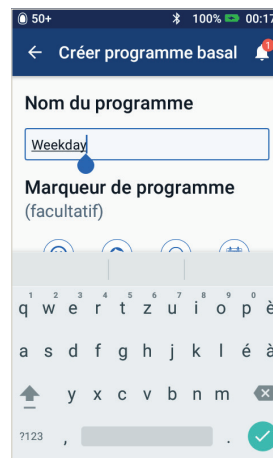 50+ 100% 00:17
Créer programme basal 1
Nom du programme
Weekday
Marqueur de programme
(facultatif)
1 2 3 4 5 6 7 8 9 0
q w e r t z u i o p è
a s d f g h j k l é à
y x c v b n m
?123 , .